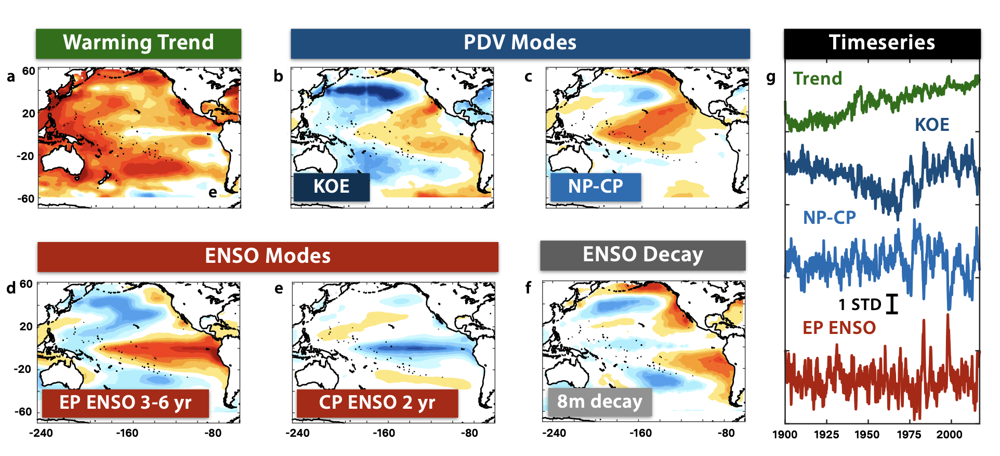 Warming Trend
PDV Modes
Timeseries
a
b
c
g
60
20
-20
-60
e
KOE
NP-CP
Trend
KOE
NP-CP
1 STD
EP ENSO
ENSO Modes
ENSO Decay
d
e
f
60
20
-20
-60
EP ENSO 3-6 yr
CP ENSO 2 yr
8m decay
-240 -160 -80
-240 -160 -80
-240 -160 -80
1900 1925 1950 1975 2000